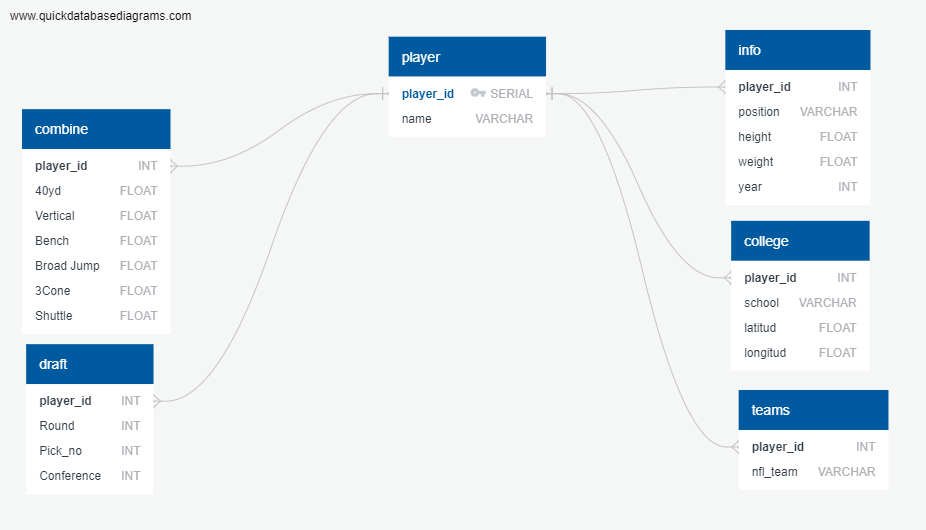 www.quickdatabasediagrams.com
player
player_id SERIAL
name VARCHAR
combine
player_id INT
40yd FLOAT
Vertical FLOAT
Bench FLOAT
Broad Jump FLOAT
3Cone FLOAT
Shuttle FLOAT
draft
player_id INT
Round INT
Pick_no INT
Conference INT
info
player_id INT
position VARCHAR
height FLOAT
weight FLOAT
year INT
college
player_id INT
school VARCHAR
latitud FLOAT
longitud FLOAT
teams
player_id INT
nfl_team VARCHAR